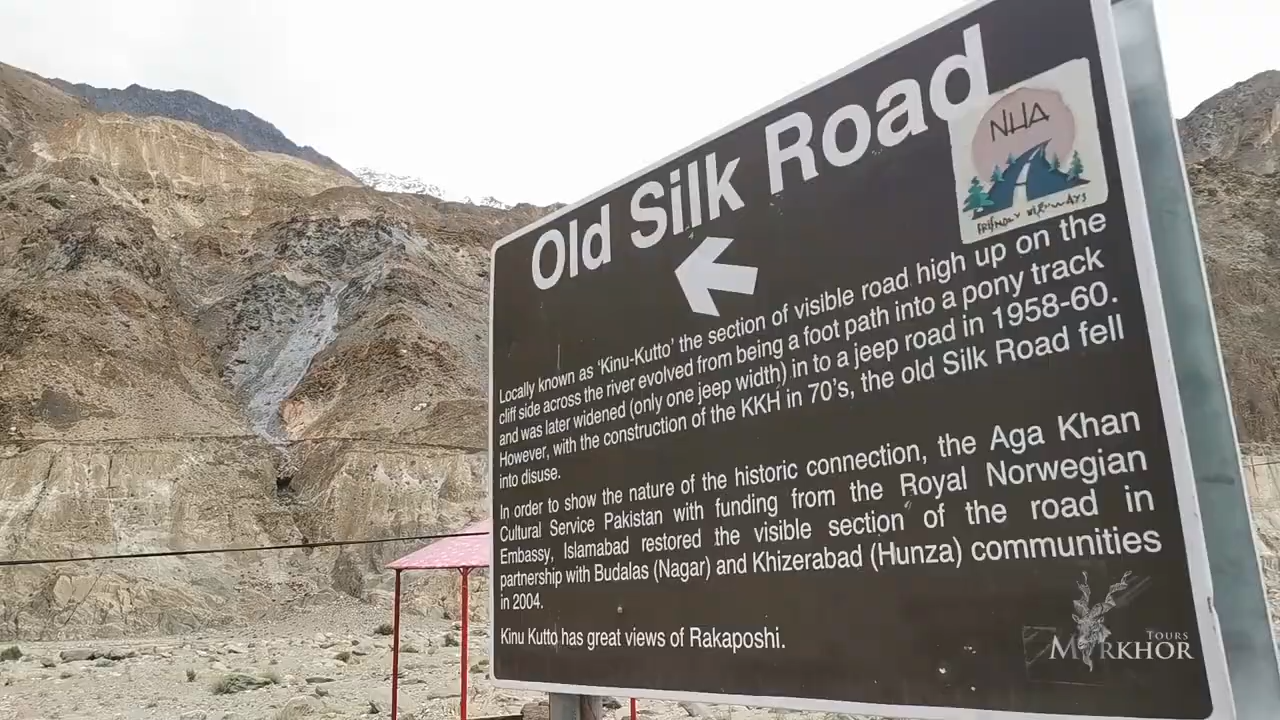 Old Silk Road
NHA
FRIENDLY HIGHWAYS
Locally known as 'Kinu-Kutto' the section of visible road high up on the
cliff side across the river evolved from being a foot path into a pony track
and was later widened (only one jeep width) in to a jeep road in 1958-60.
However, with the construction of the KKH in 70's, the old Silk Road fell
into disuse.
In order to show the nature of the historic connection, the Aga Khan
Cultural Service Pakistan with funding from the Royal Norwegian
Embassy, Islamabad restored the visible section of the road in
partnership with Budalas (Nagar) and Khizerabad (Hunza) communities
in 2004.
Kinu Kutto has great views of Rakaposhi.
TOURS
MARKHOR